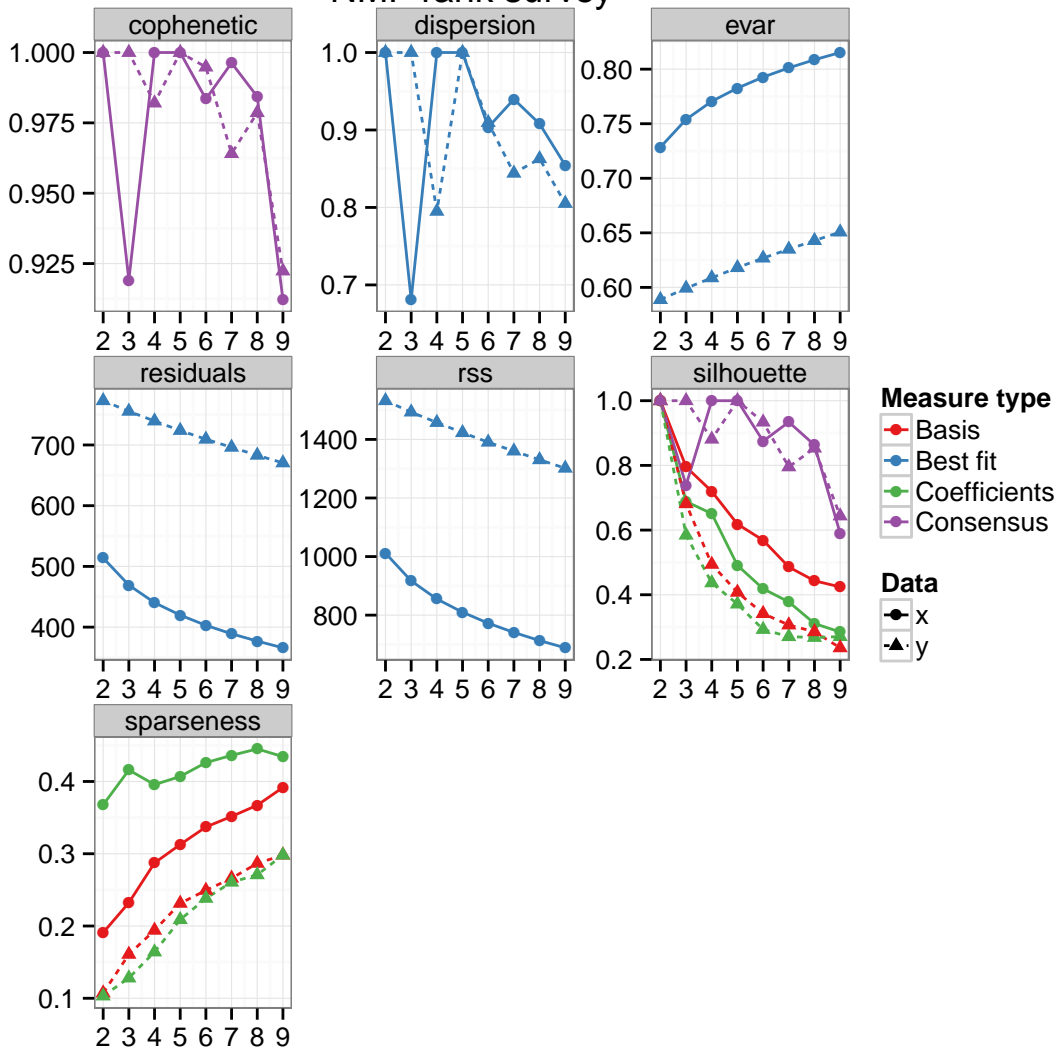 NMF rank survey
cophenetic
dispersion
evar
1.000
0.975
0.950
0.925
1.0
0.9
0.8
0.7
0.80
0.75
0.70
0.65
0.60
2 3 4 5 6 7 8 9
2 3 4 5 6 7 8 9
2 3 4 5 6 7 8 9
residuals
rss
silhouette
700
600
500
400
1400
1200
1000
800
1.0
0.8
0.6
0.4
0.2
2 3 4 5 6 7 8 9
2 3 4 5 6 7 8 9
2 3 4 5 6 7 8 9
Measure type
Basis
Best fit
Coefficients
Consensus
Data
x
y
sparseness
0.4
0.3
0.2
0.1
2 3 4 5 6 7 8 9